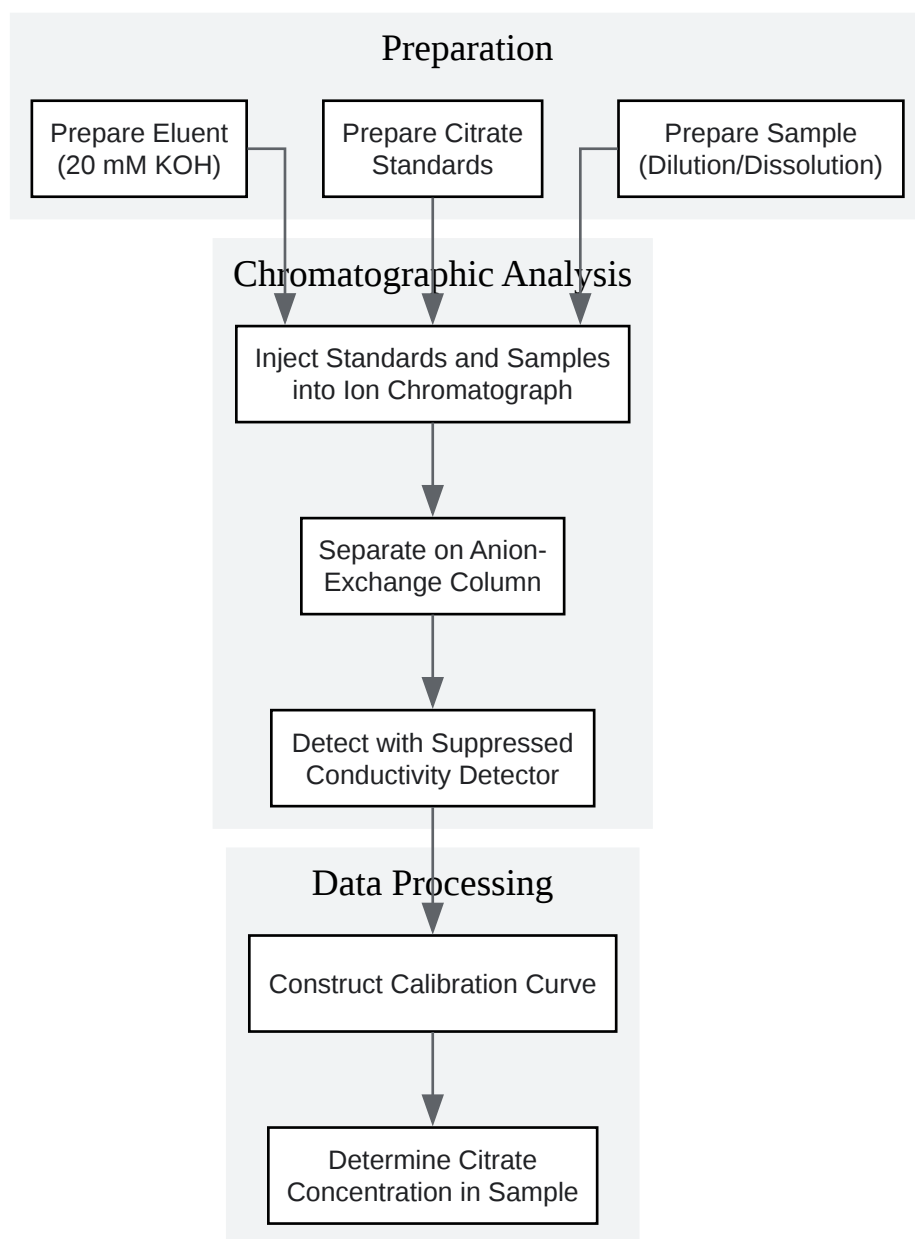 Preparation
Prepare Eluent
(20 mM KOH)
Prepare Citrate
Standards
Prepare Sample
(Dilution/Dissolution)
Chromatographic Analysis
Inject Standards and Samples
into Ion Chromatograph
Separate on Anion-
Exchange Column
Detect with Suppressed
Conductivity Detector
Data Processing
Construct Calibration Curve
Determine Citrate
Concentration in Sample